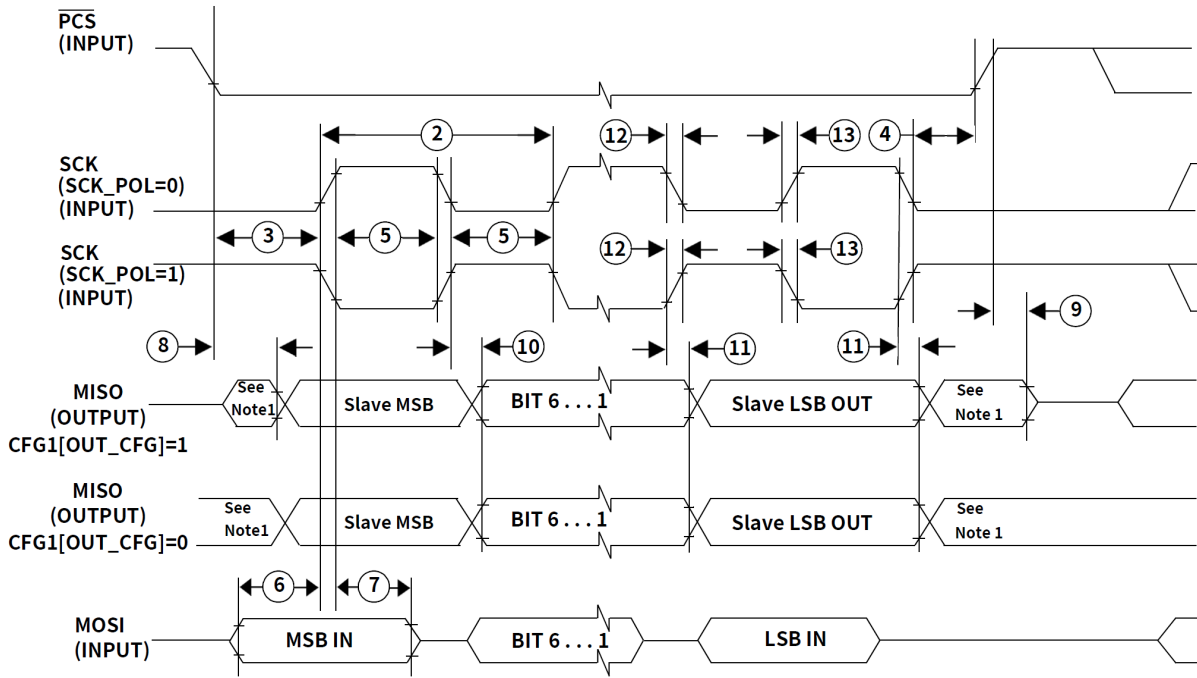 PCS
(INPUT)
2
12
13
4
SCK
(SCK_POL=0)
(INPUT)
3
5
5
12
13
SCK
(SCK_POL=1)
(INPUT)
9
8
10
11
11
MISO
(OUTPUT)
CFG1[OUT_CFG]=1
See
Note1
Slave MSB
BIT 6 . . . 1
Slave LSB OUT
See
Note 1
MISO
(OUTPUT)
CFG1[OUT_CFG]=0
See
Note1
Slave MSB
BIT 6 . . . 1
Slave LSB OUT
See
Note 1
6
7
MOSI
(INPUT)
MSB IN
BIT 6 . . . 1
LSB IN